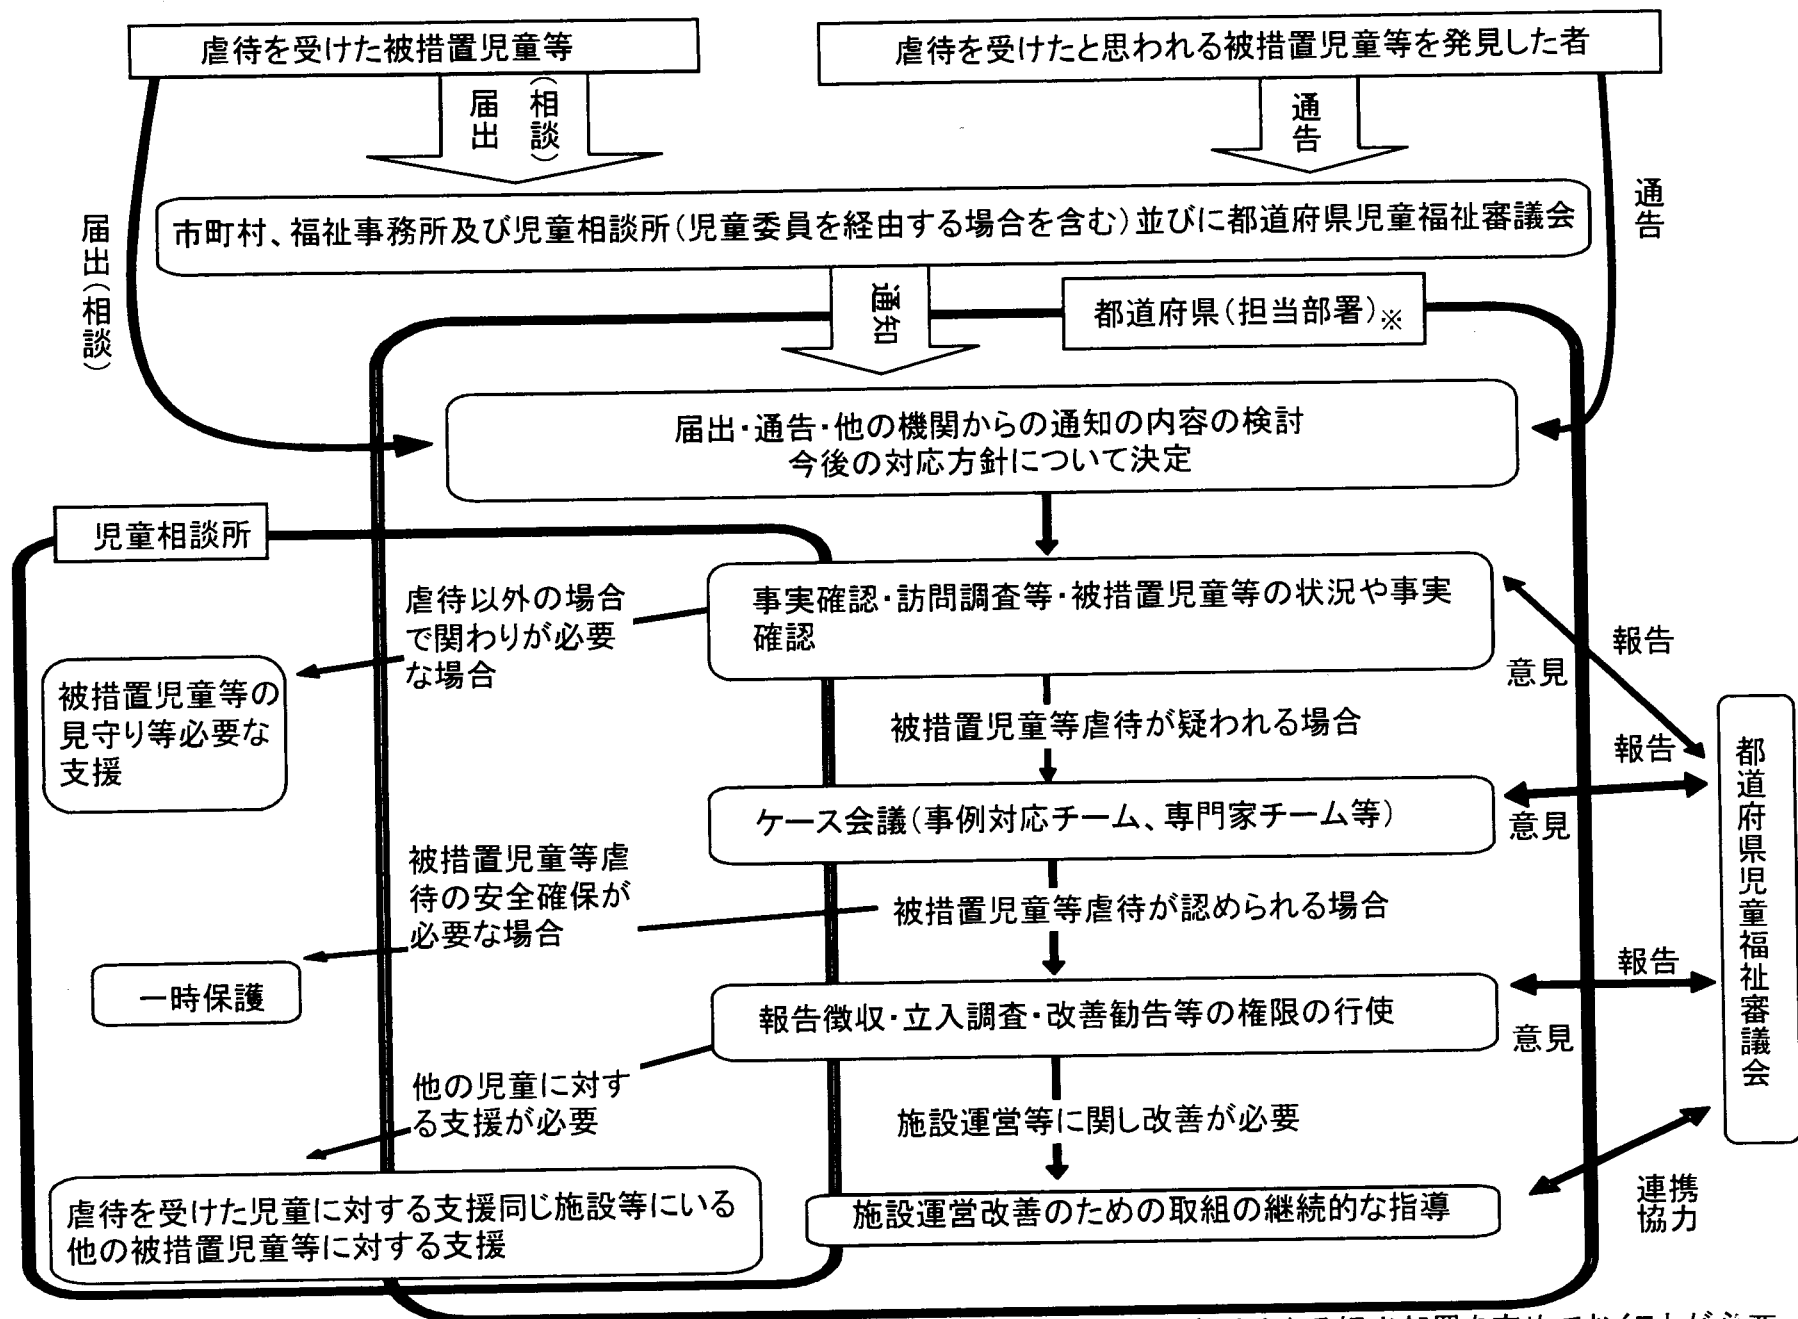 虐待を受けた被措置児童等
虐待を受けたと思われる被措置児童等を発見した者
届出
(相談)
通告
届出(相談)
通告
市町村、福祉事務所及び児童相談所(児童委員を経由する場合を含む)並びに都道府県児童福祉審議会
通知
都道府県(担当部署)※
届出・通告・他の機関からの通知の内容の検討
今後の対応方針について決定
児童相談所
虐待以外の場合
で関わりが必要
な場合
事実確認・訪問調査等・被措置児童等の状況や事実
確認
報告
意見
被措置児童等の
見守り等必要な
支援
被措置児童等虐待が疑われる場合
報告
ケース会議(事例対応チーム、専門家チーム等)
意見
都道府県児童福祉審議会
被措置児童等虐
待の安全確保が
必要な場合
被措置児童等虐待が認められる場合
報告
一時保護
報告徴収・立入調査・改善勧告等の権限の行使
意見
他の児童に対す
る支援が必要
施設運営等に関し改善が必要
虐待を受けた児童に対する支援同じ施設等にいる
他の被措置児童等に対する支援
施設運営改善のための取組の継続的な指導
連携
協力